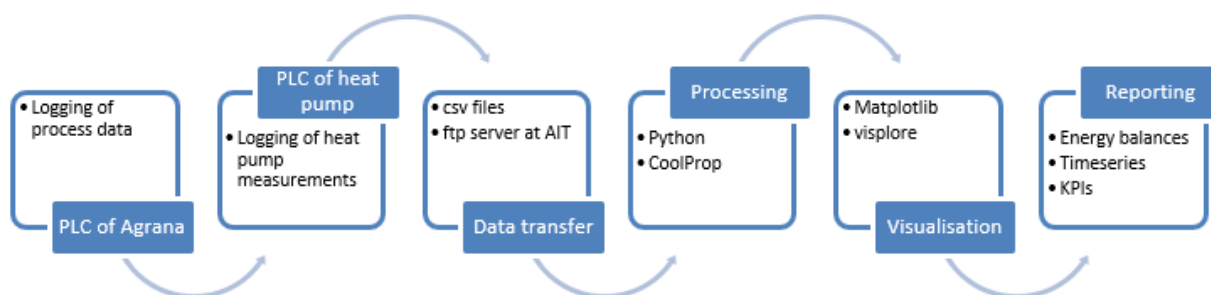 • Logging of
process data
PLC of Agrana
PLC of heat
pump
• Logging of heat
pump
measurements
• csv files
• ftp server at AIT
Data transfer
Processing
• Python
• CoolProp
• Matplotlib
• visplore
Visualisation
Reporting
• Energy balances
• Timeseries
• KPIs